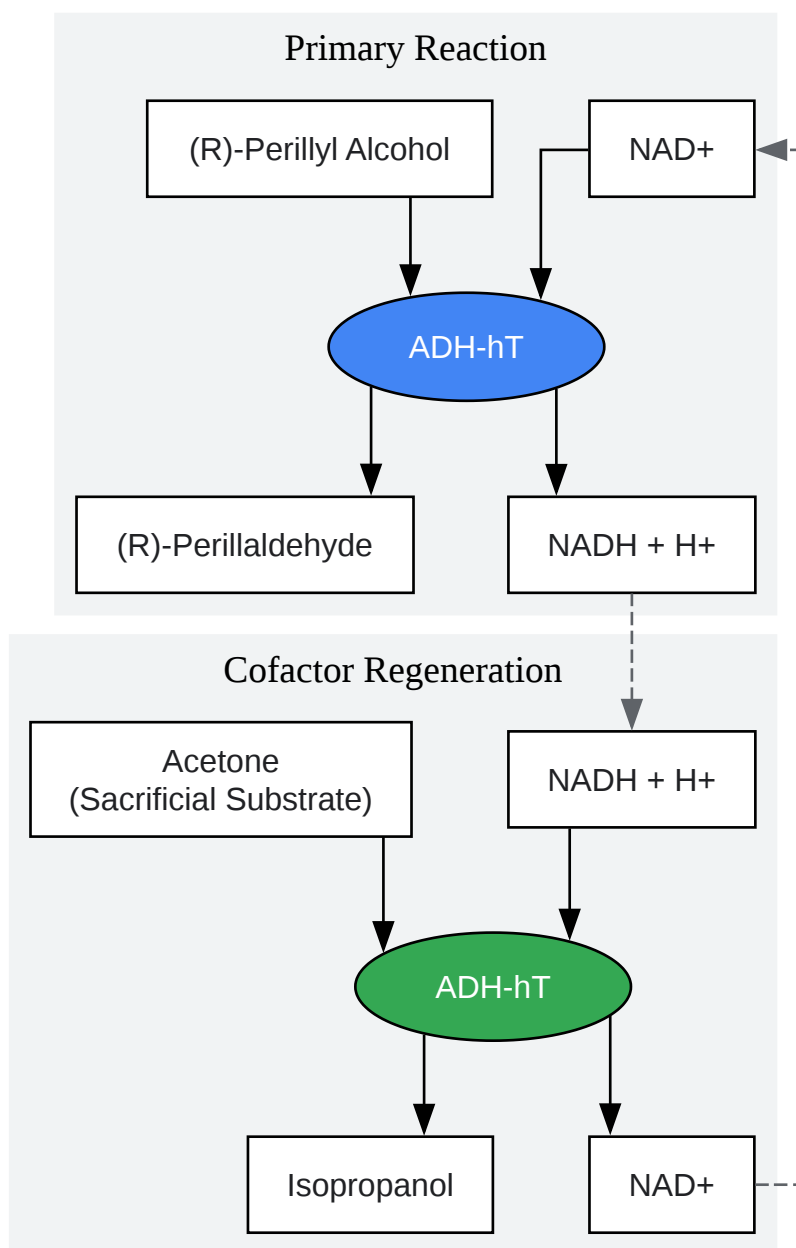 Primary Reaction
(R)-Perillyl Alcohol
NAD+
ADH-hT
(R)-Perillaldehyde
NADH + H+
Cofactor Regeneration
Acetone
(Sacrificial Substrate)
NADH + H+
ADH-hT
Isopropanol
NAD+